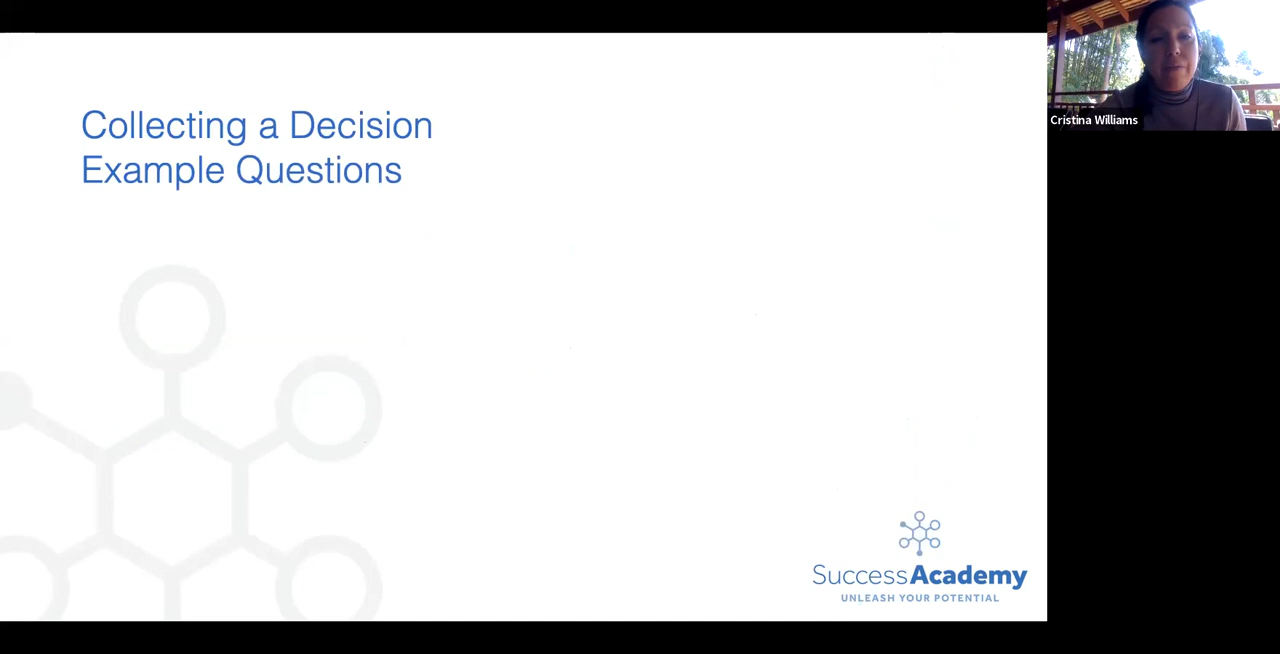 Collecting a Decision
Example Questions
Cristina Williams
SuccessAcademy
UNLEASH YOUR POTENTIAL